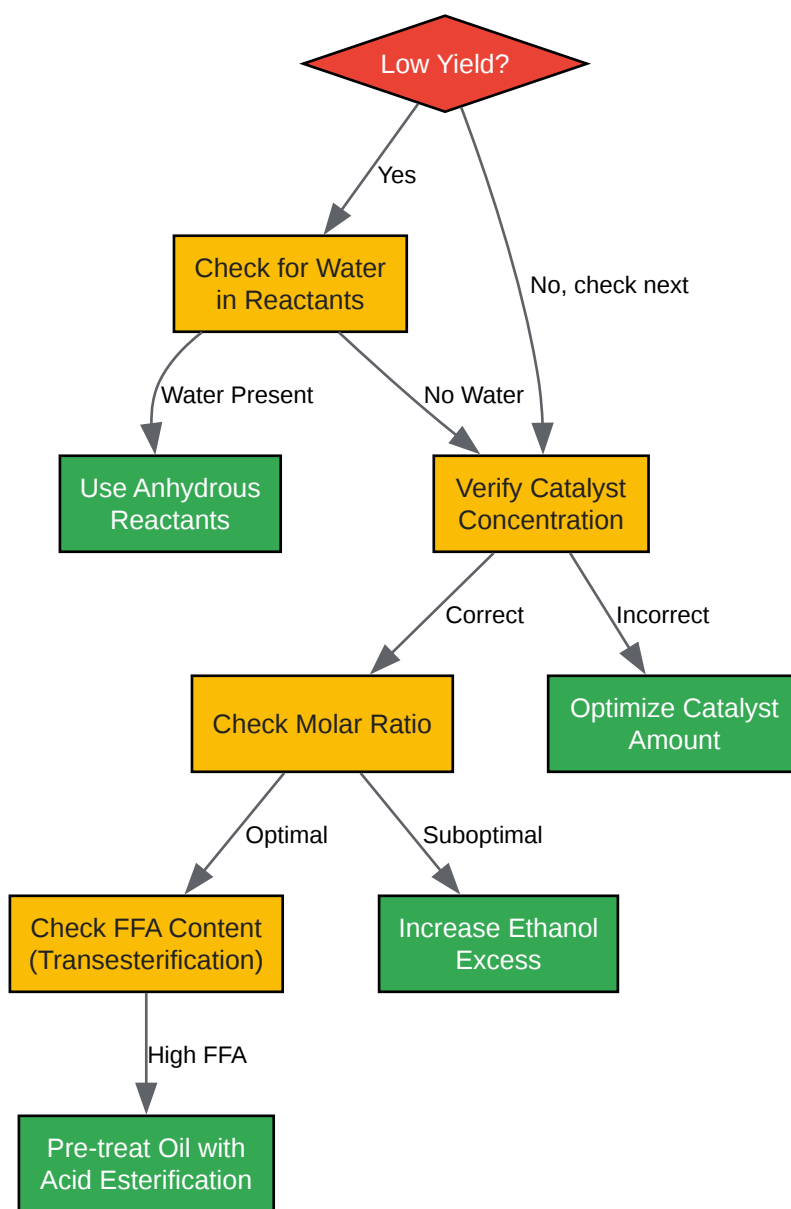 Low Yield?
Yes
Check for Water
in Reactants
No, check next
Water Present
No Water
Use Anhydrous
Reactants
Verify Catalyst
Concentration
Correct
Incorrect
Check Molar Ratio
Optimize Catalyst
Amount
Optimal
Suboptimal
Check FFA Content
(Transesterification)
Increase Ethanol
Excess
High FFA
Pre-treat Oil with
Acid Esterification